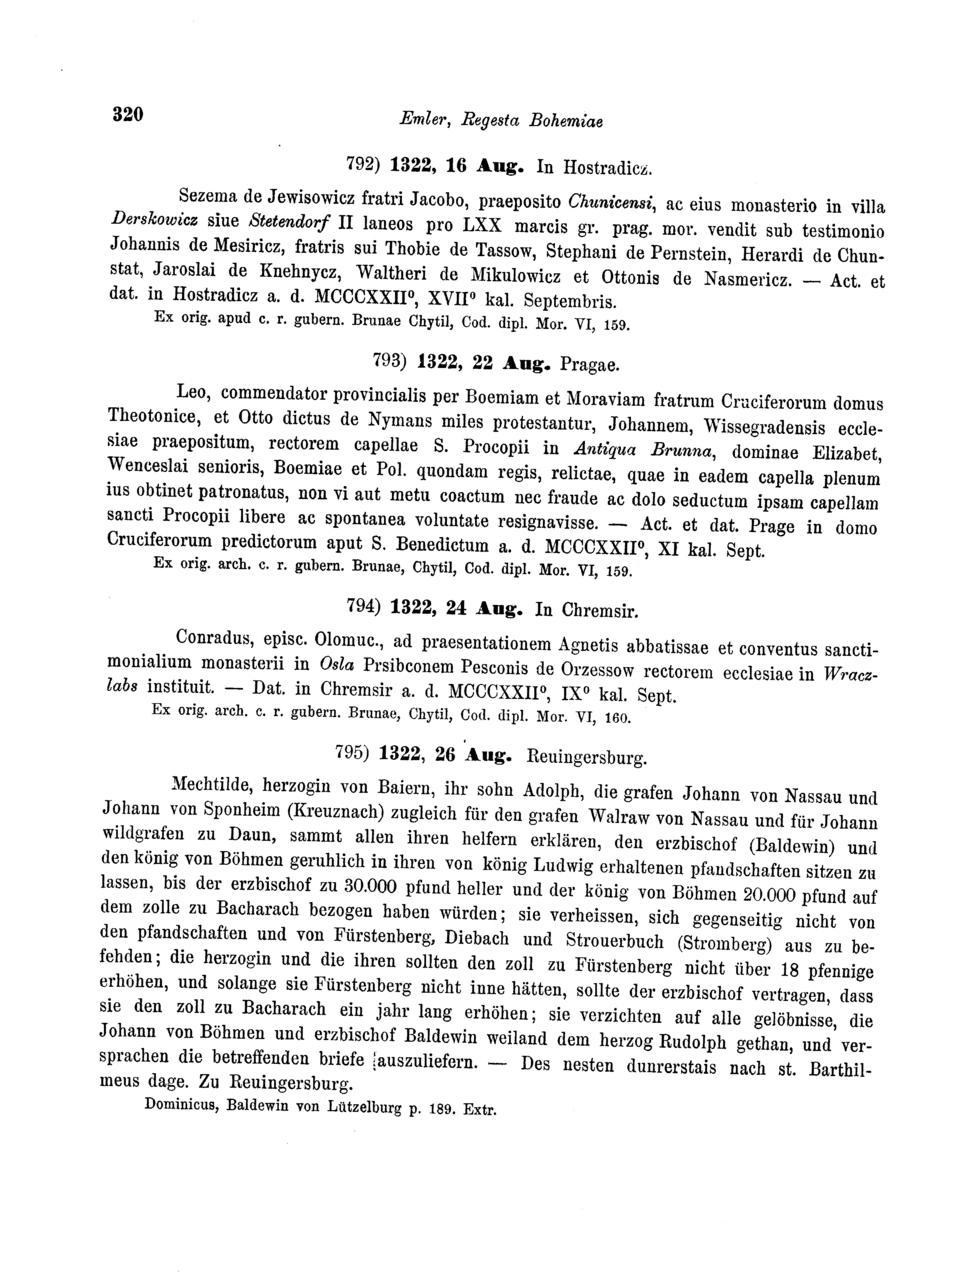 320
Emler, Regesta Bohemiae
792) 1322, 16 Aug. In Hostradicz.
Sezema de Jewisowicz fratri Jacobo, praeposito Chunicensi, ac eius monasterio in villa
Derskowicz siue Stetendorf II laneos pro LXX marcis gr. prag. mor. vendit sub testimonio
Johannis de Mesiricz, fratris sui Thobie de Tassow, Stephani de Pernstein, Herardi de Chun-
stat, Jaroslai de Knehnycz, Waltheri de Mikulowicz et Ottonis de Nasmericz. — Act. et
dat. in Hostradicz a. d. MCCCXXII⁰, XVII⁰ kal. Septembris.
Ex orig. apud c. r. gubern. Brunae Chytil, Cod. dipl. Mor. VI, 159.
793) 1322, 22 Aug. Pragae.
Leo, commendator provincialis per Boemiam et Moraviam fratrum Cruciferorum domus
Theotonice, et Otto dictus de Nymans miles protestantur, Johannem, Wissegradensis eccle-
siae praepositum, rectorem capellae S. Procopii in Antiqua Brunna, dominae Elizabet,
Wenceslai senioris, Boemiae et Pol. quondam regis, relictae, quae in eadem capella plenum
ius obtinet patronatus, non vi aut metu coactum nec fraude ac dolo seductum ipsam capellam
sancti Procopii libere ac spontanea voluntate resignavisse. — Act. et dat. Prage in domo
Cruciferorum predictorum aput S. Benedictum a. d. MCCCXXII⁰, XI kal. Sept.
Ex orig. arch. c. r. gubern. Brunae, Chytil, Cod. dipl. Mor. VI, 159.
794) 1322, 24 Aug. In Chremsir.
Conradus, episc. Olomuc., ad praesentationem Agnetis abbatissae et conventus sancti-
monialium monasterii in Osla Prsibconem Pesconis de Orzessow rectorem ecclesiae in Wracz-
labs instituit. — Dat. in Chremsir a. d. MCCCXXII⁰, IX⁰ kal. Sept.
Ex orig. arch. c. r. gubern. Brunae, Chytil, Cod. dipl. Mor. VI, 160.
795) 1322, 26 Aug. Reuingersburg.
Mechtilde, herzogin von Baiern, ihr sohn Adolph, die grafen Johann von Nassau und
Johann von Sponheim (Kreuznach) zugleich für den grafen Walraw von Nassau und für Johann
wildgrafen zu Daun, sammt allen ihren helfern erklären, den erzbischof (Baldewin) und
den könig von Böhmen geruhlich in ihren von könig Ludwig erhaltenen pfandschaften sitzen zu
lassen, bis der erzbischof zu 30.000 pfund heller und der könig von Böhmen 20.000 pfund auf
dem zolle zu Bacharach bezogen haben würden; sie verheissen, sich gegenseitig nicht von
den pfandschaften und von Fürstenberg, Diebach und Strouerbuch (Stromberg) aus zu be-
fehden; die herzogin und die ihren sollten den zoll zu Fürstenberg nicht über 18 pfennige
erhöhen, und solange sie Fürstenberg nicht inne hätten, sollte der erzbischof vertragen, dass
sie den zoll zu Bacharach ein jahr lang erhöhen; sie verzichten auf alle gelöbnisse, die
Johann von Böhmen und erzbischof Baldewin weiland dem herzog Rudolph gethan, und ver-
sprachen die betreffenden briefe auszuliefern. — Des nesten dunrerstais nach st. Barthil-
meus dage. Zu Reuingersburg.
Dominicus, Baldewin von Lützelburg p. 189. Extr.